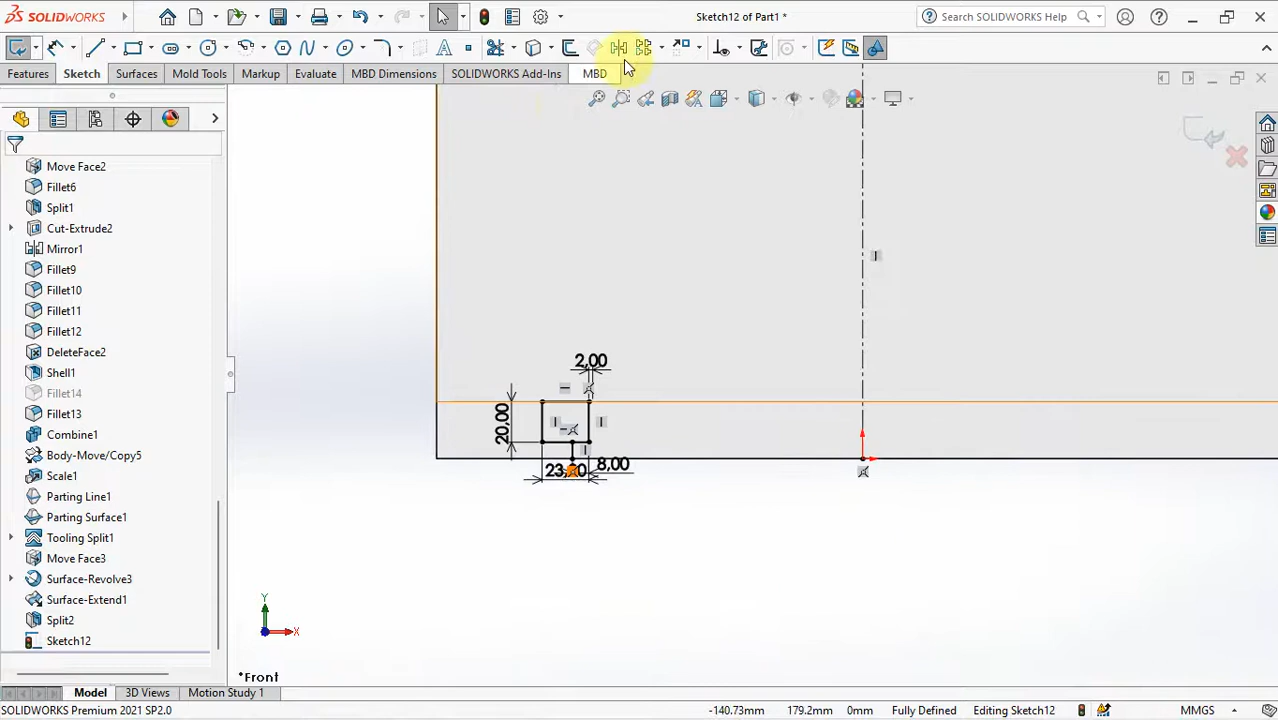 SOLIDWORKS
Sketch12 of Part1 *
Search SOLIDWORKS Help
Features
Sketch
Surfaces
Mold Tools
Markup
Evaluate
MBD Dimensions
SOLIDWORKS Add-Ins
MBD
Move Face2
Fillet6
Split1
Cut-Extrude2
Mirror1
Fillet9
Fillet10
Fillet11
Fillet12
DeleteFace2
Shell1
Fillet14
Fillet13
Combine1
Body-Move/Copy5
Scale1
Parting Line1
Parting Surface1
Tooling Split1
Move Face3
Surface-Revolve3
Surface-Extend1
Split2
Sketch12
2,00
20,00
8,00
Y
X
*Front
Model
3D Views
Motion Study 1
SOLIDWORKS Premium 2021 SP2.0
-140.73mm
179.2mm
0mm
Fully Defined
Editing Sketch12
MMGS